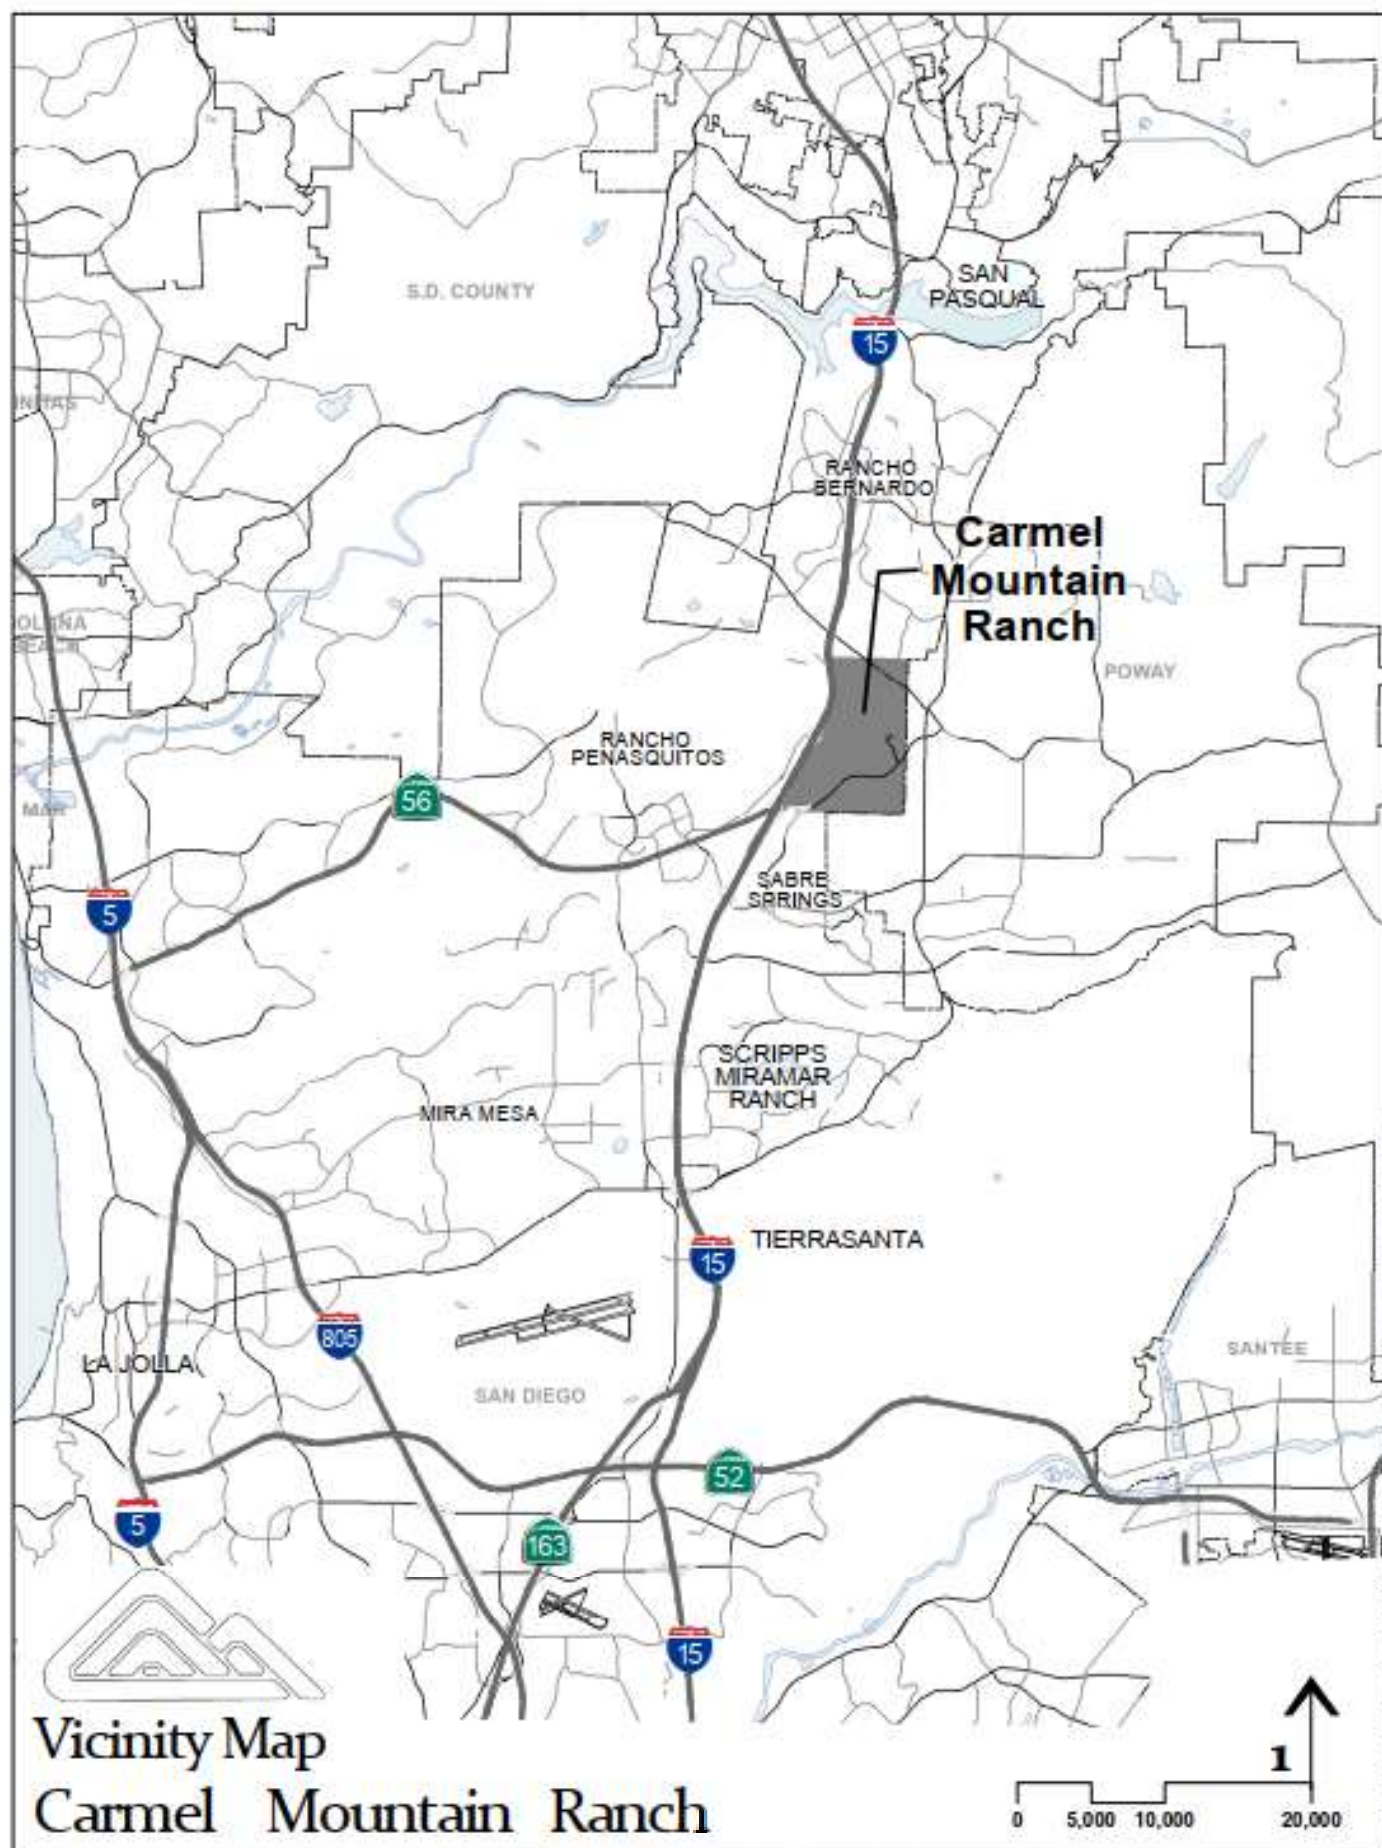 S.D. COUNTY
SAN
PASQUAL
15
RANCHO
BERNARDO
Carmel
Mountain
Ranch
POWAY
RANCHO
PENASQUITOS
56
MAR
5
SABRE
SPRINGS
SCRIPPS
MIRAMAR
RANCH
MIRA MESA
TIERRASANTA
15
805
LA JOLLA
SANTEE
SAN DIEGO
52
5
163
15
Vicinity Map
1
Carmel Mountain Ranch
0 5,000 10,000 20,000